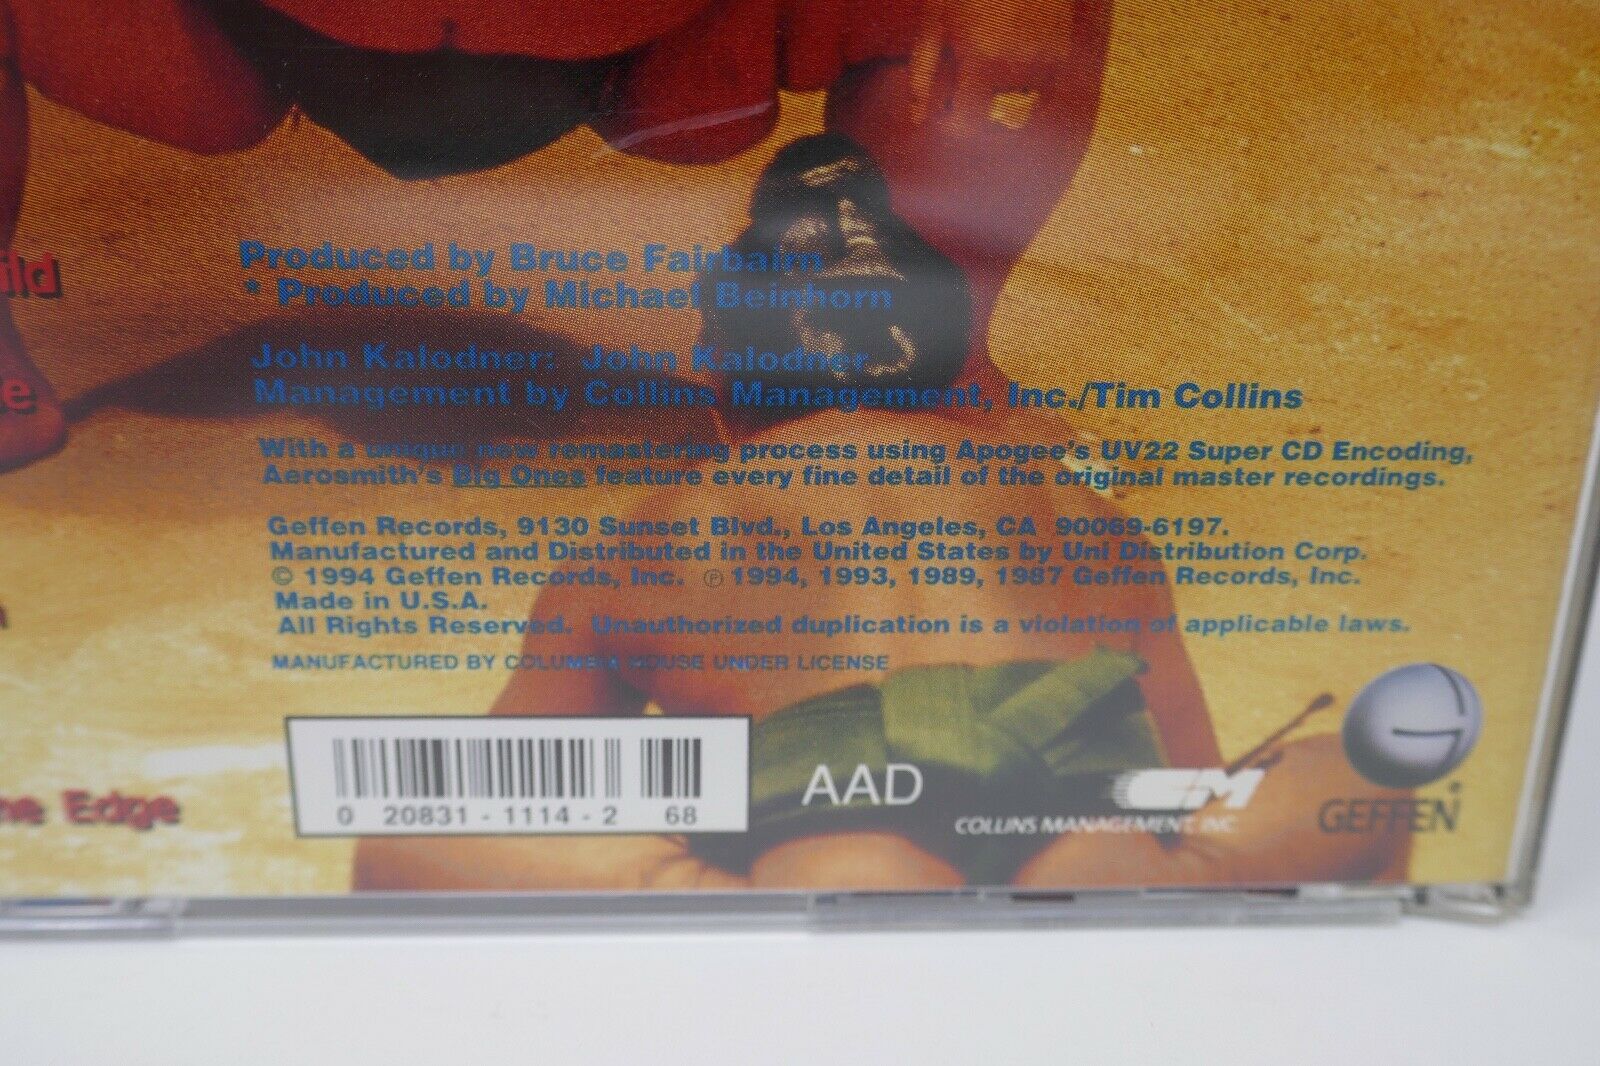 ild
Produced by Bruce Fairbairn
* Produced by Michael Beinhorn
John Kalodner: John Kalodner
Management by Collins Management, Inc./Tim Collins
With a unique new remastering process using Apogee's UV22 Super CD Encoding,
Aerosmith's Big Ones feature every fine detail of the original master recordings.
Geffen Records, 9130 Sunset Blvd., Los Angeles, CA 90069-6197.
Manufactured and Distributed in the United States by Uni Distribution Corp.
© 1994 Geffen Records, Inc. ℗ 1994, 1993, 1989, 1987 Geffen Records, Inc.
Made in U.S.A.
All Rights Reserved. Unauthorized duplication is a violation of applicable laws.
MANUFACTURED BY COLUMBIA HOUSE UNDER LICENSE
he Edge
0 20831-1114-2 68
AAD
CM
COLLINS MANAGEMENT, INC.
GEFFEN